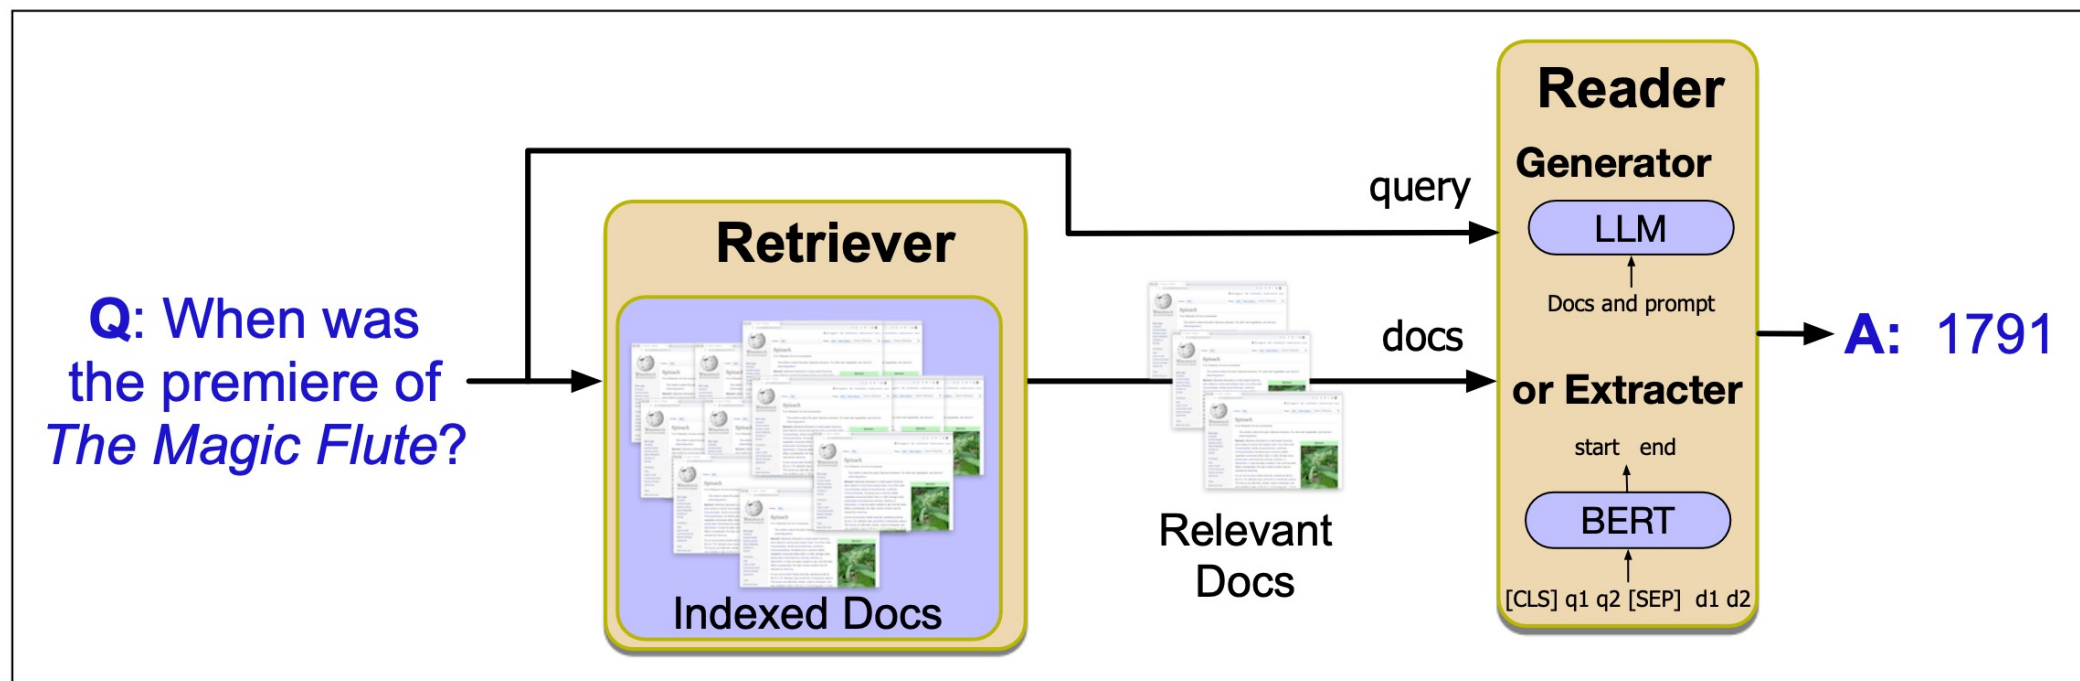 Q: When was
the premiere of
The Magic Flute?
Retriever
Indexed Docs
query
docs
Relevant
Docs
Reader
Generator
LLM
Docs and prompt
or Extracter
start end
BERT
[CLS] q1 q2 [SEP] d1 d2
A: 1791